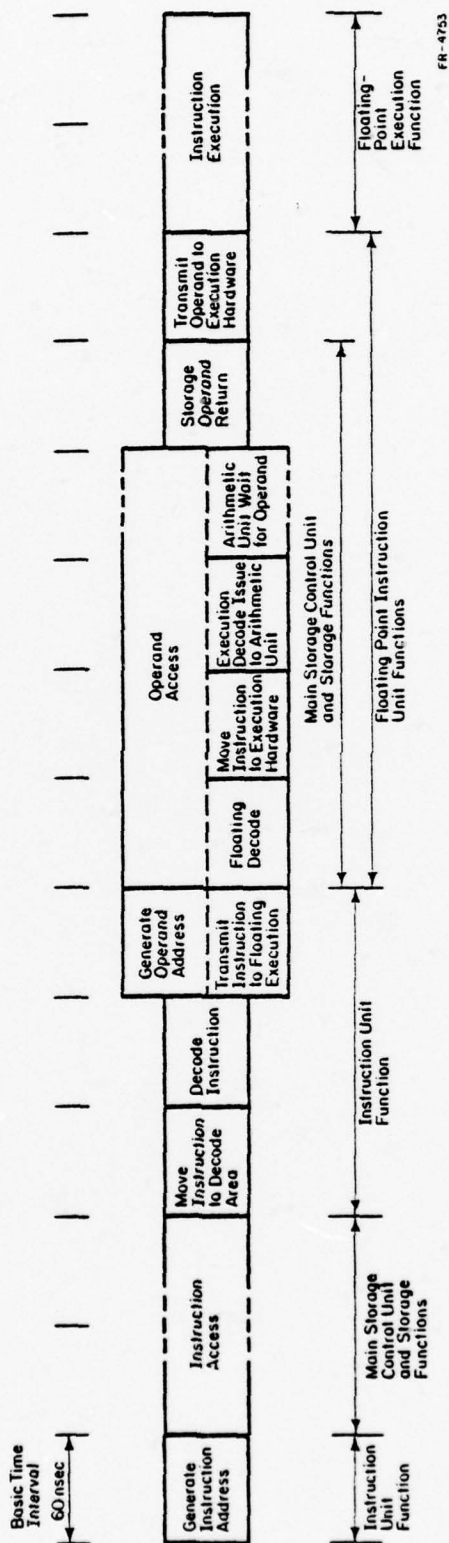 Basic Time
Interval
60 nsec
Generate
Instruction
Address
Instruction
Access
Move
Instruction
to Decode
Area
Decode
Instruction
Generate
Operand
Address
Transmit
Instruction
to Floating
Execution
Operand
Access
Floating
Decode
Move
Instruction
to Execution
Hardware
Execution
Decode Issue
to Arithmetic
Unit
Arithmetic
Unit Wait
for Operand
Storage
Operand
Return
Transmit
Operand to
Execution
Hardware
Instruction
Execution
Instruction
Unit
Function
Main Storage
Control Unit
and Storage
Functions
Instruction Unit
Function
Main Storage Control Unit
and Storage Functions
Floating Point Instruction
Unit Functions
Floating-
Point
Execution
Function
FR-4753